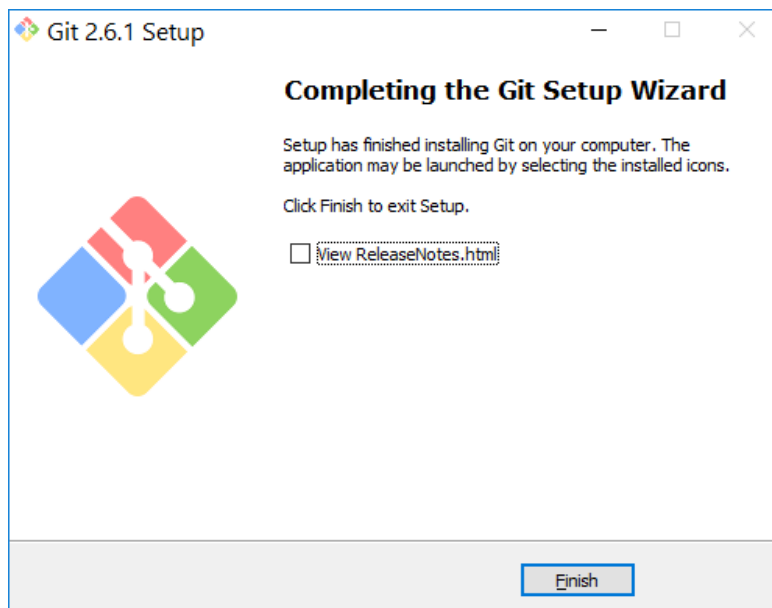 Git 2.6.1 Setup
Completing the Git Setup Wizard
Setup has finished installing Git on your computer. The
application may be launched by selecting the installed icons.
Click Finish to exit Setup.
View ReleaseNotes.html
Finish